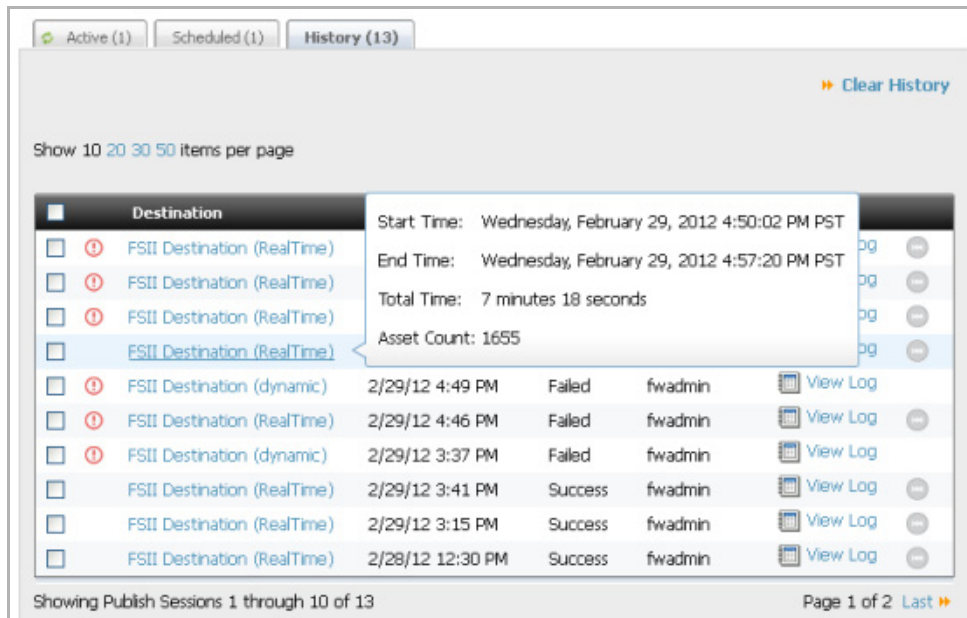 Active (1) Scheduled (1) History (13)
Clear History
Show 10 20 30 50 items per page
Destination
Start Time: Wednesday, February 29, 2012 4:50:02 PM PST
End Time: Wednesday, February 29, 2012 4:57:20 PM PST
Total Time: 7 minutes 18 seconds
Asset Count: 1655
FSII Destination (RealTime) og
FSII Destination (RealTime) og
FSII Destination (RealTime) og
FSII Destination (RealTime) og
FSII Destination (dynamic) 2/29/12 4:49 PM Failed fwadmin View Log
FSII Destination (RealTime) 2/29/12 4:46 PM Failed fwadmin View Log
FSII Destination (dynamic) 2/29/12 3:37 PM Failed fwadmin View Log
FSII Destination (RealTime) 2/29/12 3:41 PM Success fwadmin View Log
FSII Destination (RealTime) 2/29/12 3:15 PM Success fwadmin View Log
FSII Destination (RealTime) 2/28/12 12:30 PM Success fwadmin View Log
Showing Publish Sessions 1 through 10 of 13 Page 1 of 2 Last